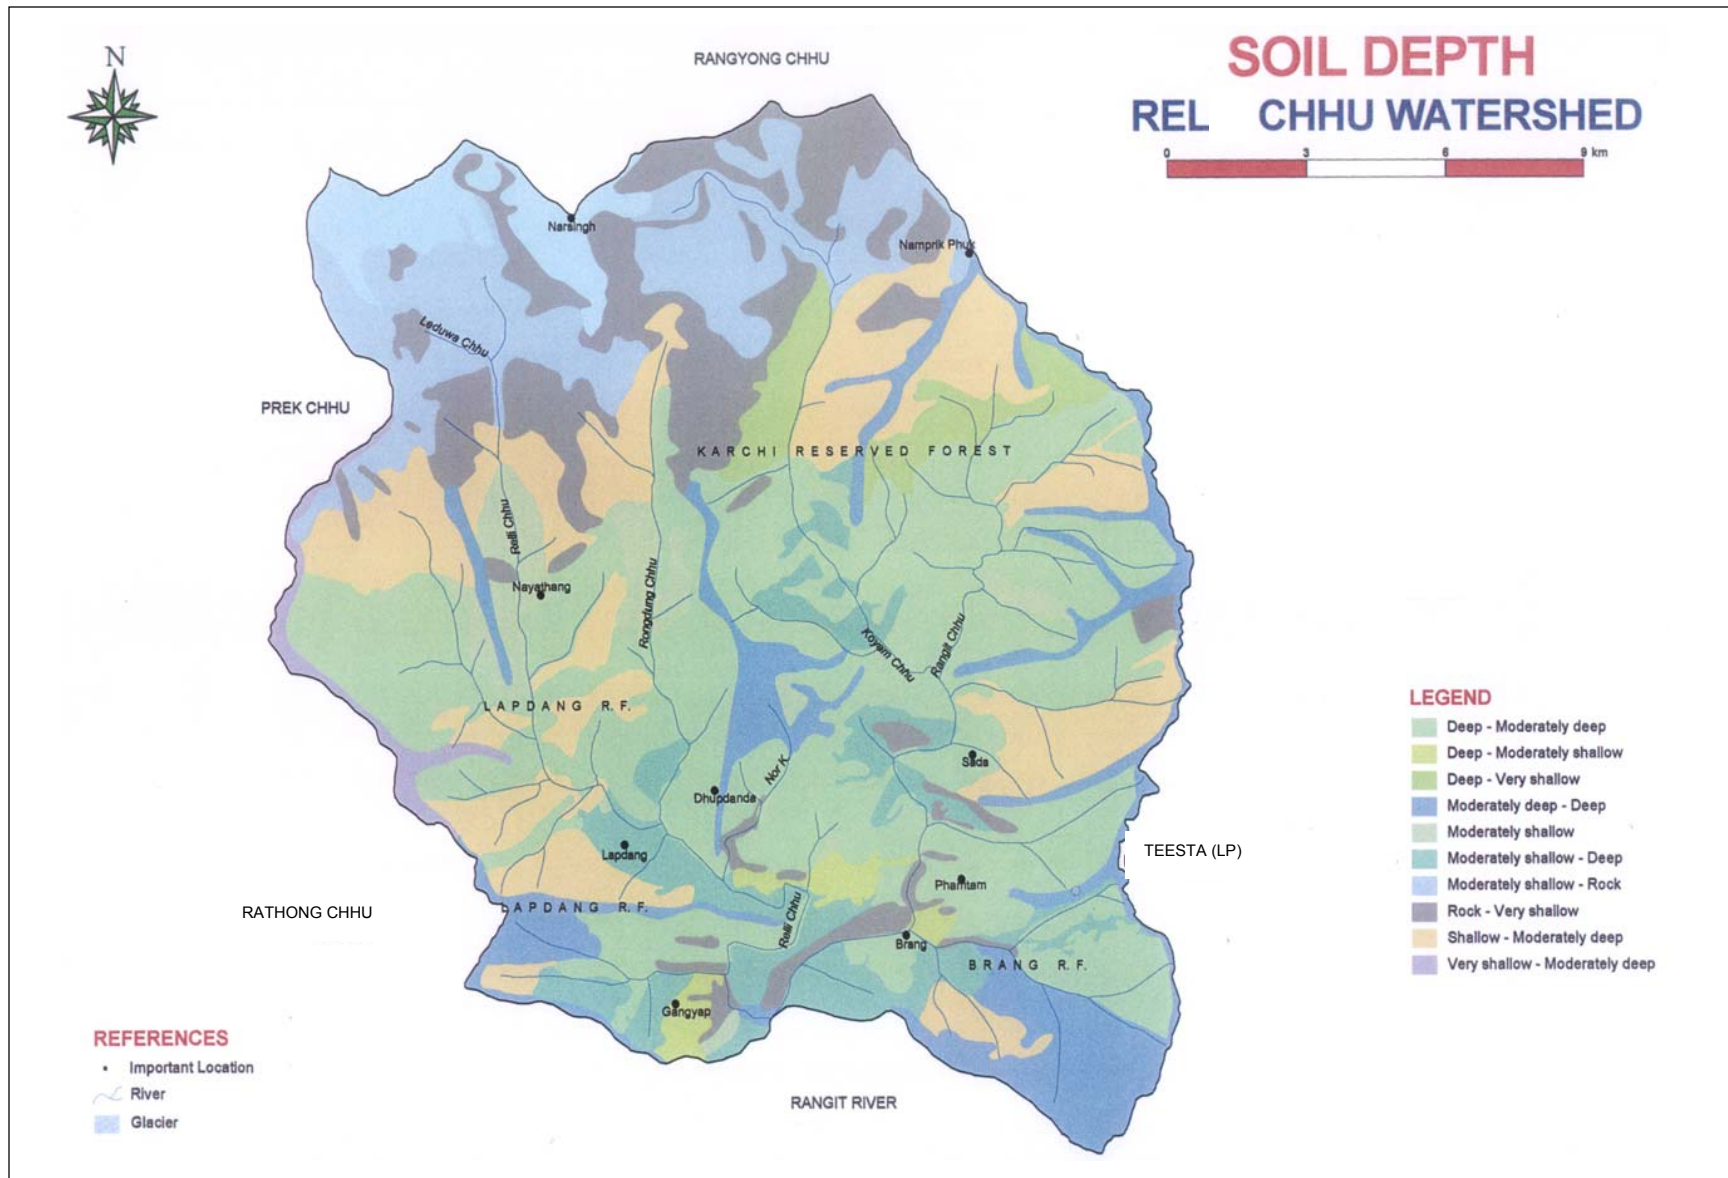 SOIL DEPTH
REL CHHU WATERSHED
0 3 6 9 km
N
RANGYONG CHHU
Narsingh
Namprik Phuk
Leduwa Chhu
PREK CHHU
KARCHI RESERVED FOREST
Relli Chhu
Nayathang
Rongdung Chhu
Koyam Chhu
Rangit Chhu
LAPDANG R.F.
Sada
Nor K
Dhupdanda
Lapdang
TEESTA (LP)
Phamtam
RATHONG CHHU
LAPDANG R.F.
Relli Chhu
Brang
BRANG R.F.
Gangyap
RANGIT RIVER
REFERENCES
Important Location
River
Glacier
LEGEND
Deep - Moderately deep
Deep - Moderately shallow
Deep - Very shallow
Moderately deep - Deep
Moderately shallow
Moderately shallow - Deep
Moderately shallow - Rock
Rock - Very shallow
Shallow - Moderately deep
Very shallow - Moderately deep